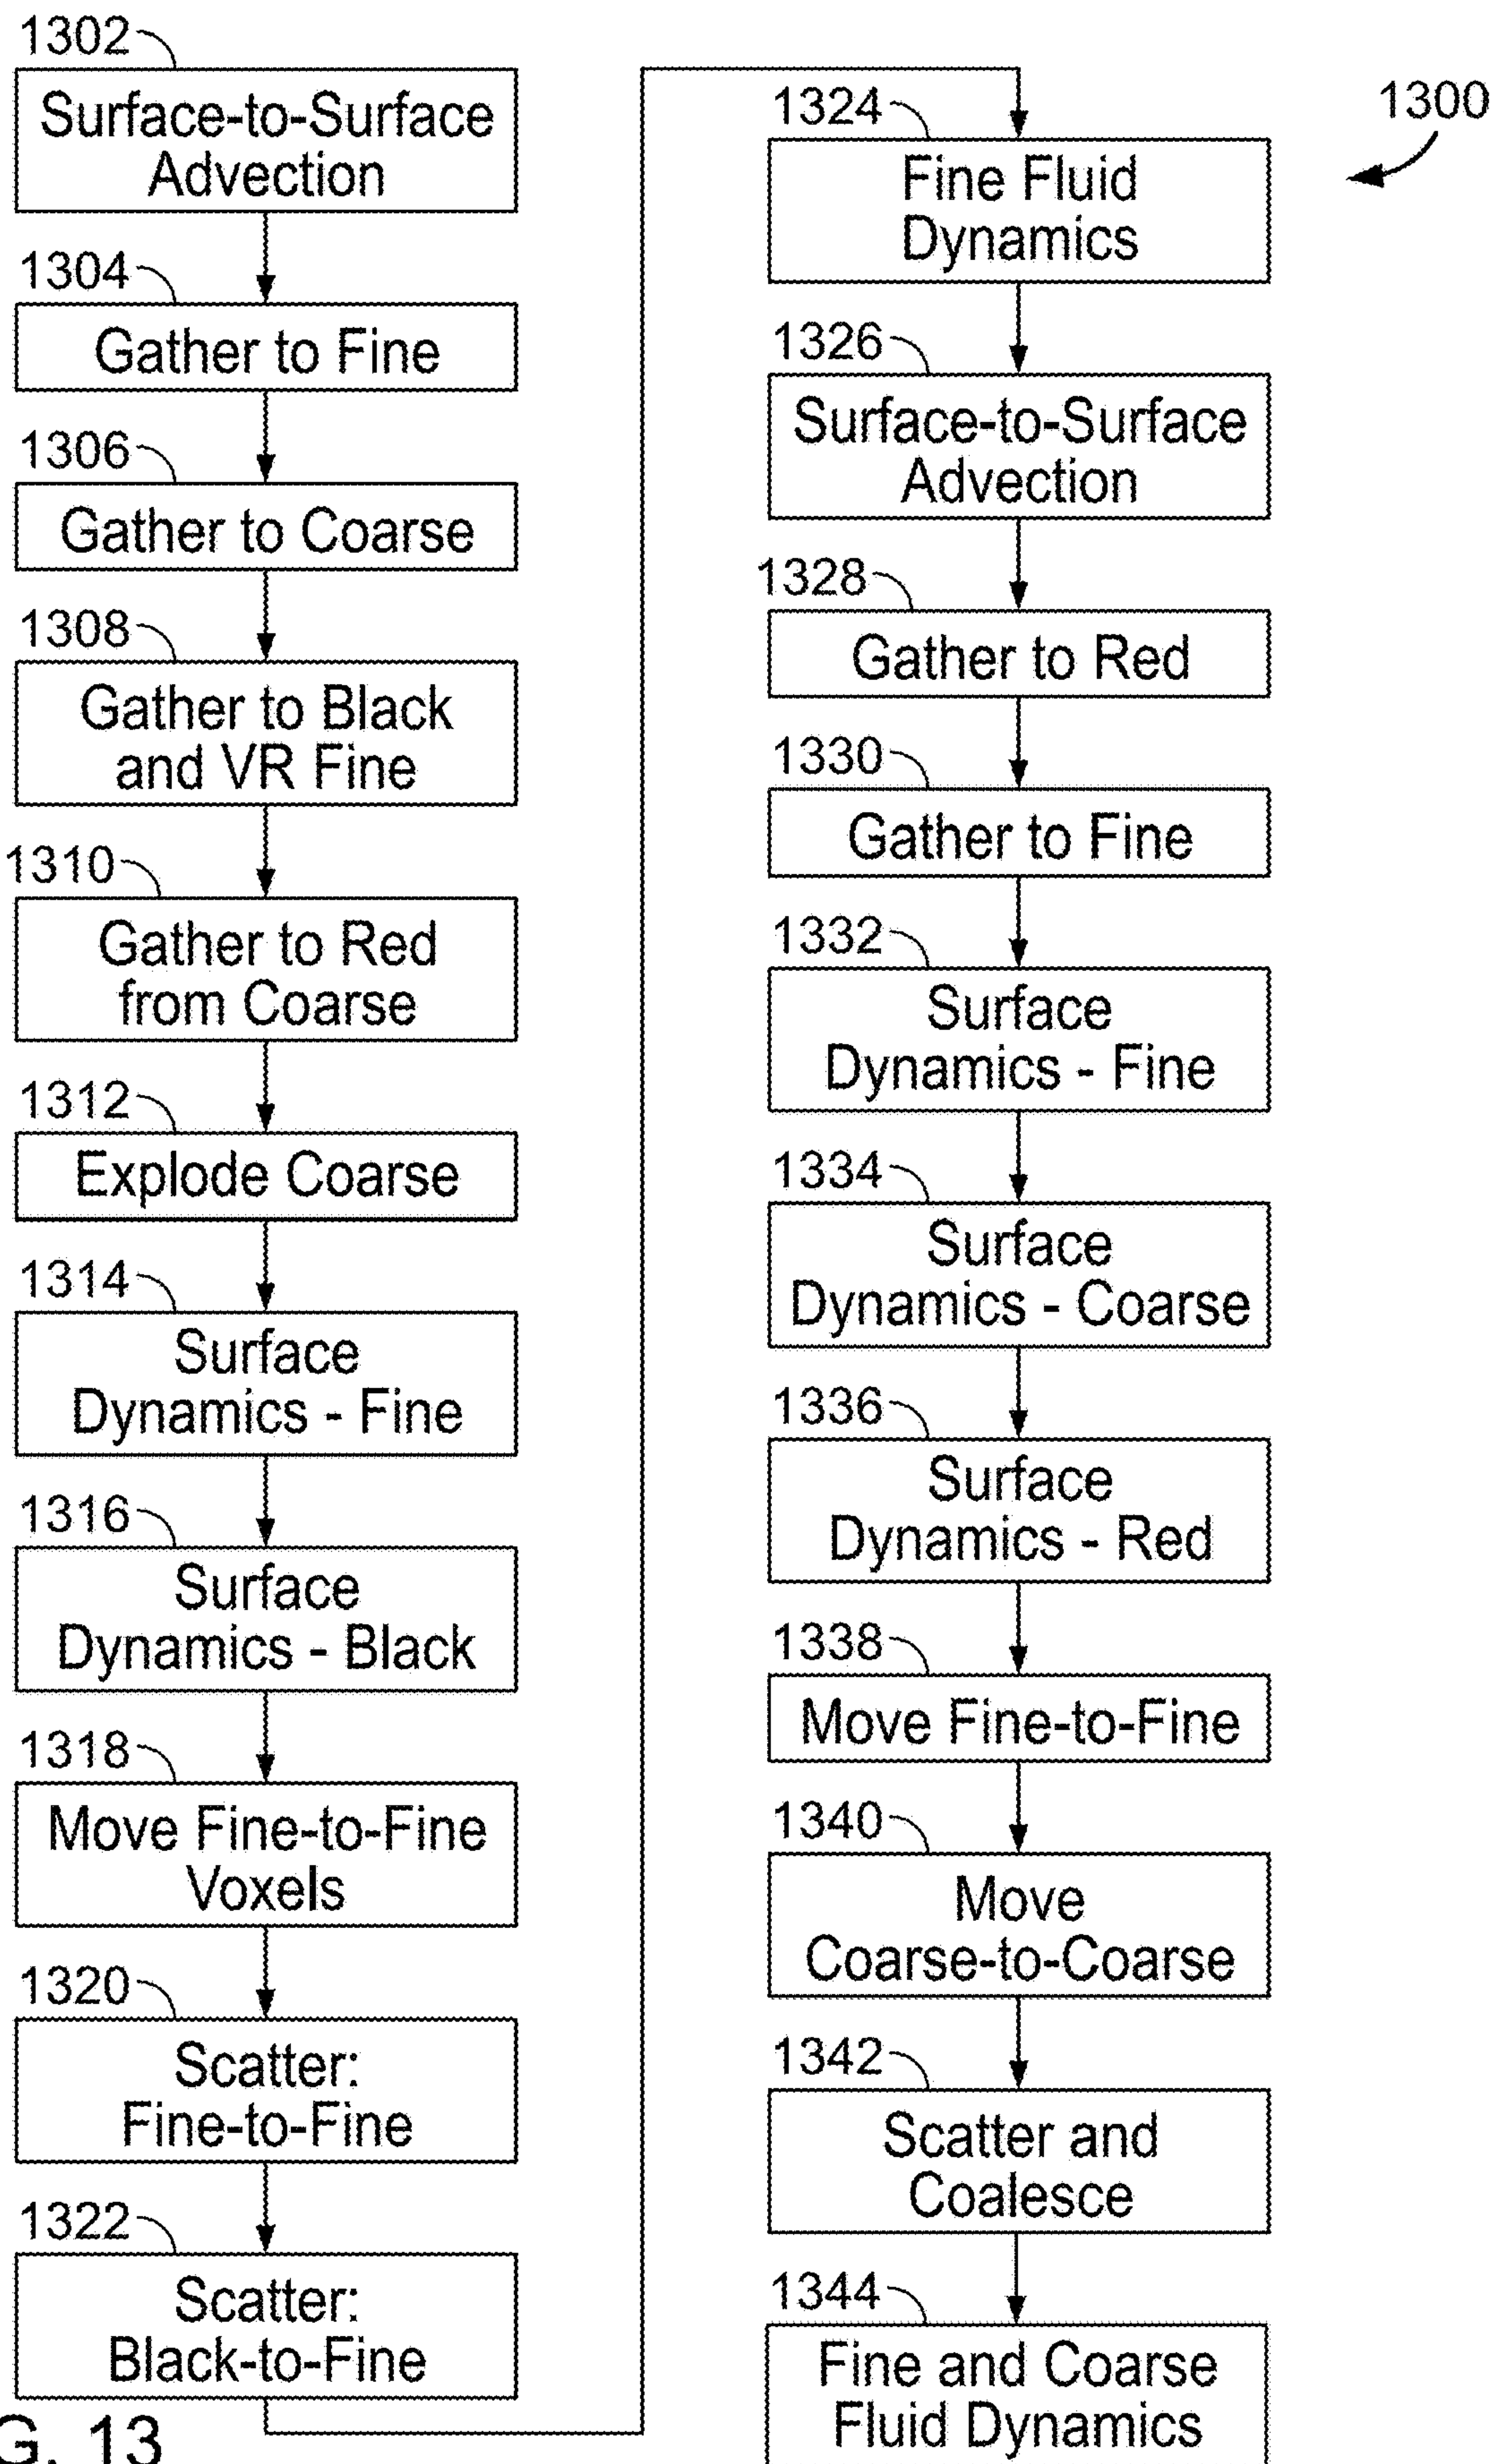 1302
Surface-to-Surface
Advection
1304
Gather to Fine
1306
Gather to Coarse
1308
Gather to Black
and VR Fine
1310
Gather to Red
from Coarse
1312
Explode Coarse
1314
Surface
Dynamics - Fine
1316
Surface
Dynamics - Black
1318
Move Fine-to-Fine
Voxels
1320
Scatter:
Fine-to-Fine
1322
Scatter:
Black-to-Fine
G. 13
1300
1324
Fine Fluid
Dynamics
1326
Surface-to-Surface
Advection
1328
Gather to Red
1330
Gather to Fine
1332
Surface
Dynamics - Fine
1334
Surface
Dynamics - Coarse
1336
Surface
Dynamics - Red
1338
Move Fine-to-Fine
1340
Move
Coarse-to-Coarse
1342
Scatter and
Coalesce
1344
Fine and Coarse
Fluid Dynamics